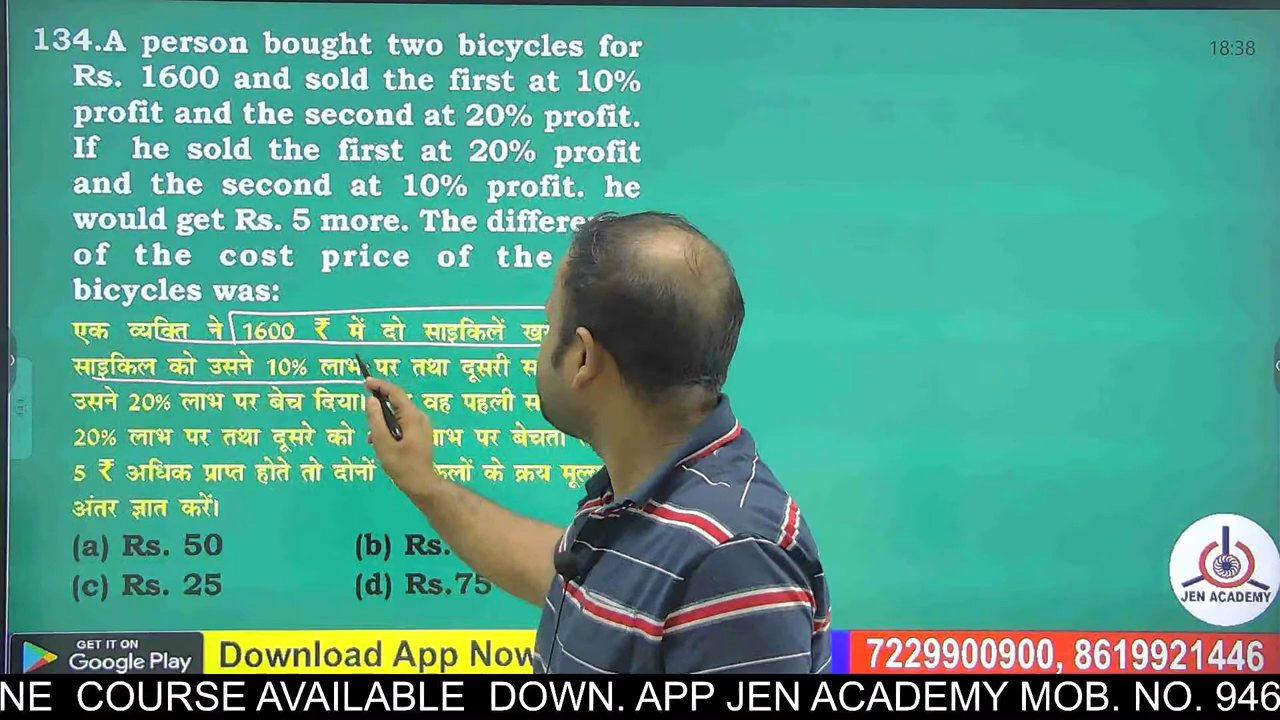 134.A person bought two bicycles for
18:38
Rs. 1600 and sold the first at 10%
profit and the second at 20% profit.
If he sold the first at 20% profit
and the second at 10% profit. he
would get Rs. 5 more. The
of the cost price of the
bicycles was:
एक व्यक्ति ने 1600 ₹ में दो साइकिलें
साइकिल को उसने 10% लाभ पर तथा दूसरी
उसने 20% लाभ पर बेच दिया। वह पहली
20% लाभ पर तथा दूसरे को पर बेचता
5 ₹ अधिक प्राप्त होते तो दोनों के क्रय
अंतर ज्ञात करें।
(a) Rs. 50 (b) Rs.
(c) Rs. 25 (d) Rs.75
JEN ACADEMY
GET IT ON
Google Play
Download App Now
7229900900, 8619921446
NE COURSE AVAILABLE DOWN. APP JEN ACADEMY MOB. NO. 946